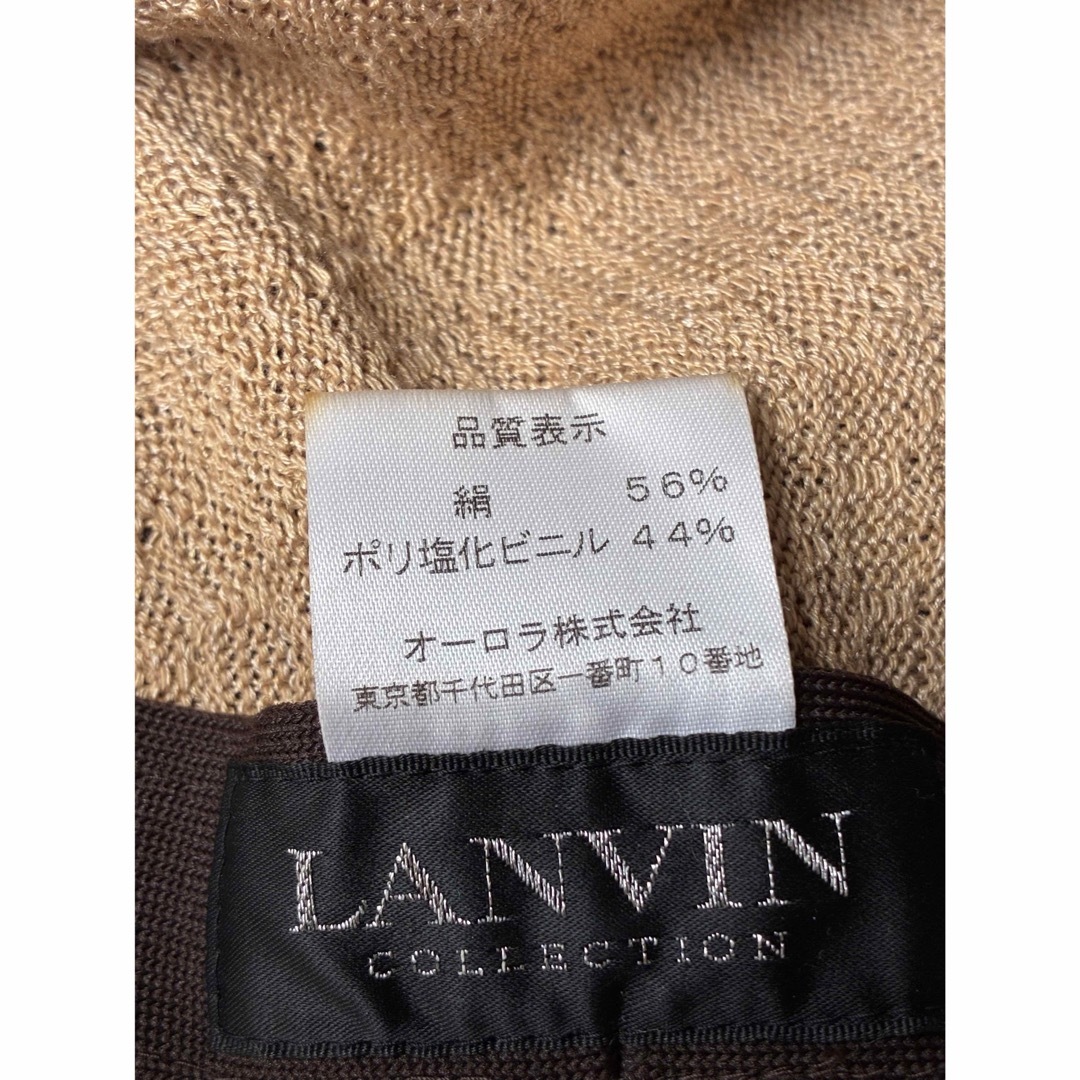 品質表示
絹 56%
ポリ塩化ビニル 44%
オーロラ株式会社
東京都千代田区一番町10番地
LANVIN
COLLECTION